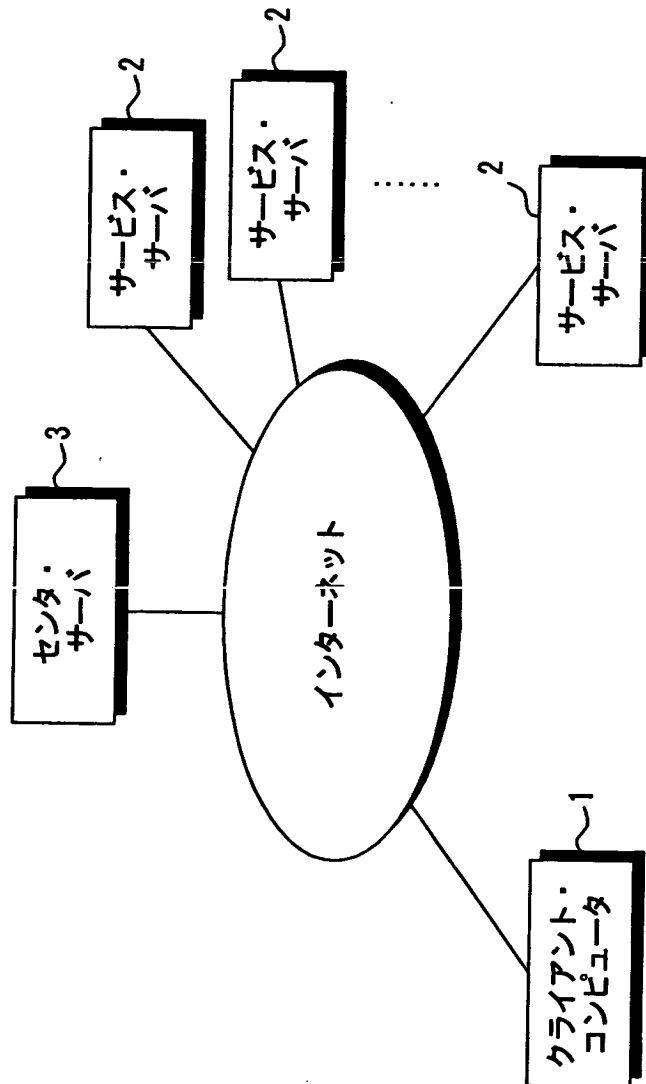 センタ・
サーバ
3
サービス・
サーバ
2
サービス・
サーバ
2
インターネット
……
2
サービス・
サーバ
クライアント・
コンピュータ
1